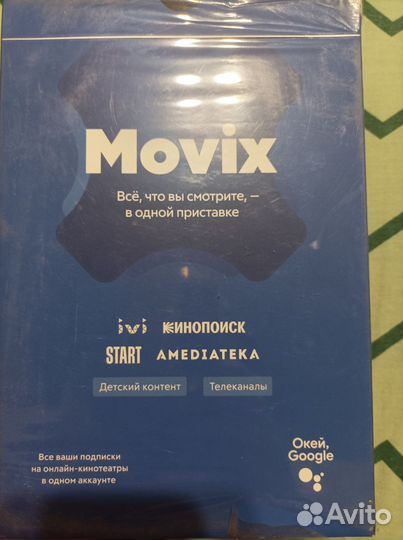 Movix
Всё, что вы смотрите, –
в одной приставке
ivi КИНОПОИСК
START AMEDIATEKA
Детский контент Телеканалы
Все ваши подписки
на онлайн-кинотеатры
в одном аккаунте
Окей,
Google
Avito